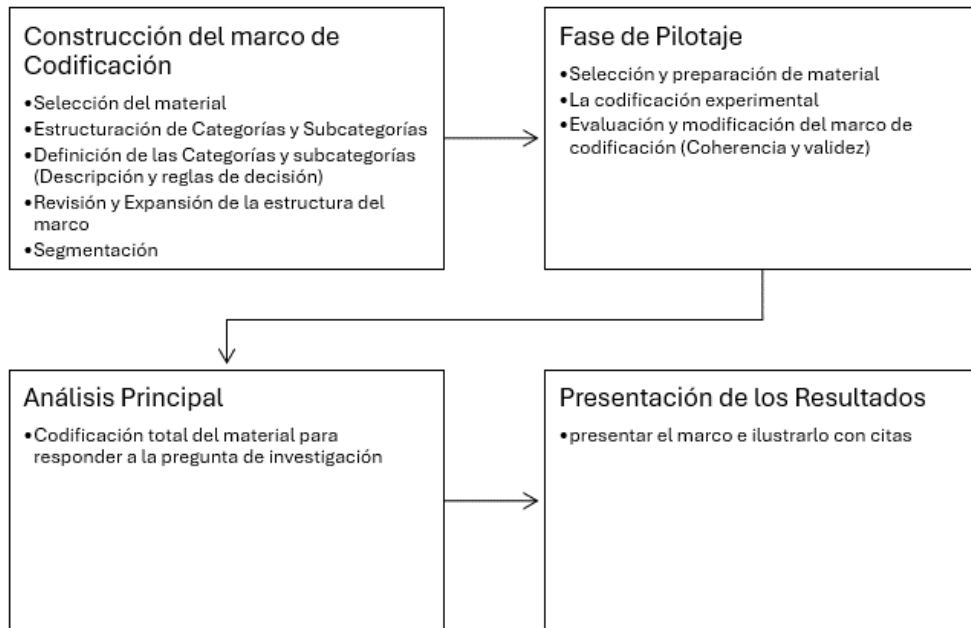 Construcción del marco de
Codificación
•Selección del material
•Estructuración de Categorías y Subcategorías
•Definición de las Categorías y subcategorías
(Descripción y reglas de decisión)
•Revisión y Expansión de la estructura del
marco
•Segmentación
Fase de Pilotaje
•Selección y preparación de material
•La codificación experimental
•Evaluación y modificación del marco de
codificación (Coherencia y validez)
Análisis Principal
•Codificación total del material para
responder a la pregunta de investigación
Presentación de los Resultados
•presentar el marco e ilustrarlo con citas